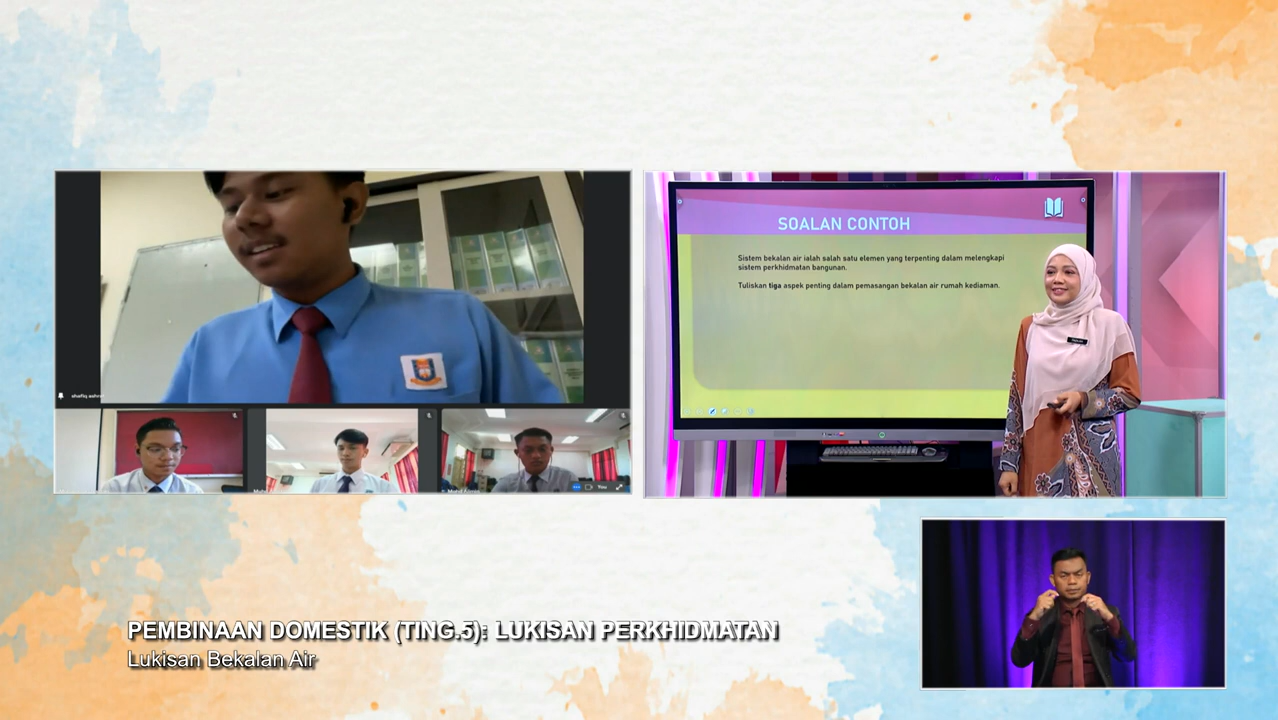 SOALAN CONTOH
Sistem bekalan air ialah salah satu elemen yang terpenting dalam melengkapi
sistem perkhidmatan bangunan.
Tuliskan tiga aspek penting dalam pemasangan bekalan air rumah kediaman.
You
PEMBINAAN DOMESTIK (TING.5): LUKISAN PERKHIDMATAN
Lukisan Bekalan Air